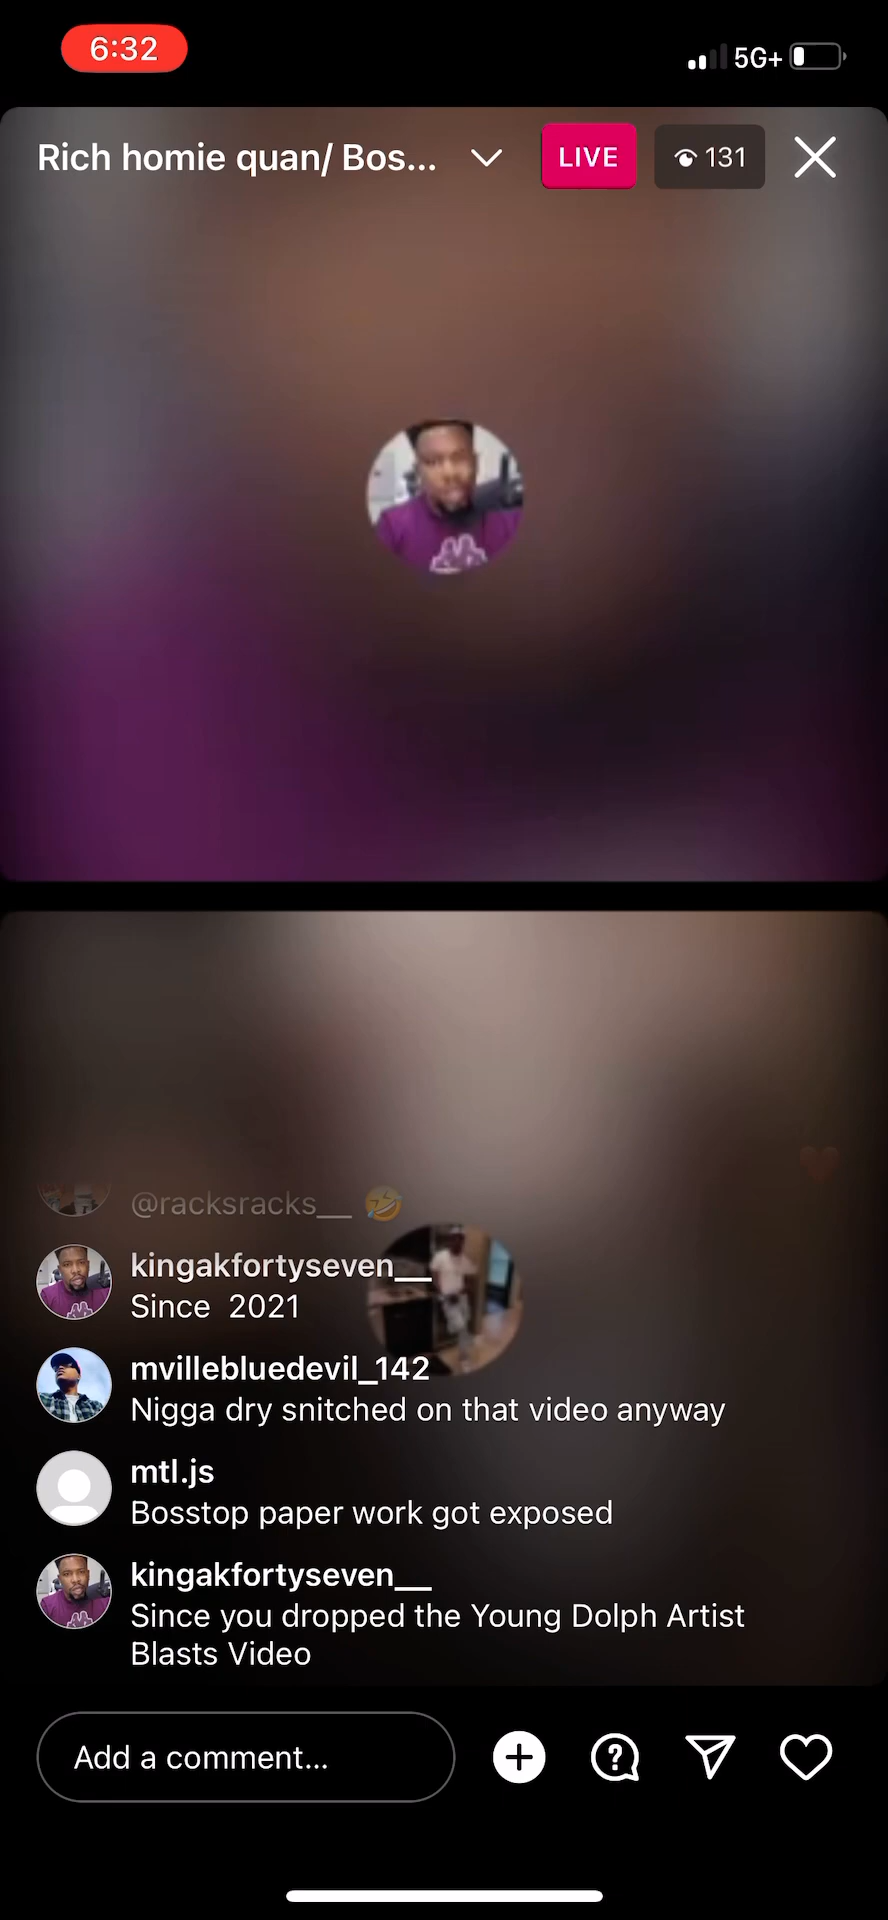 6:32
5G+
Rich homie quan/ Bos...
LIVE
131
@racksracks__ 🤣
kingakfortyseven__
Since  2021
mvillebluedevil_142
Nigga dry snitched on that video anyway
mtl.js
Bosstop paper work got exposed
kingakfortyseven__
Since you dropped the Young Dolph Artist
Blasts Video
Add a comment...